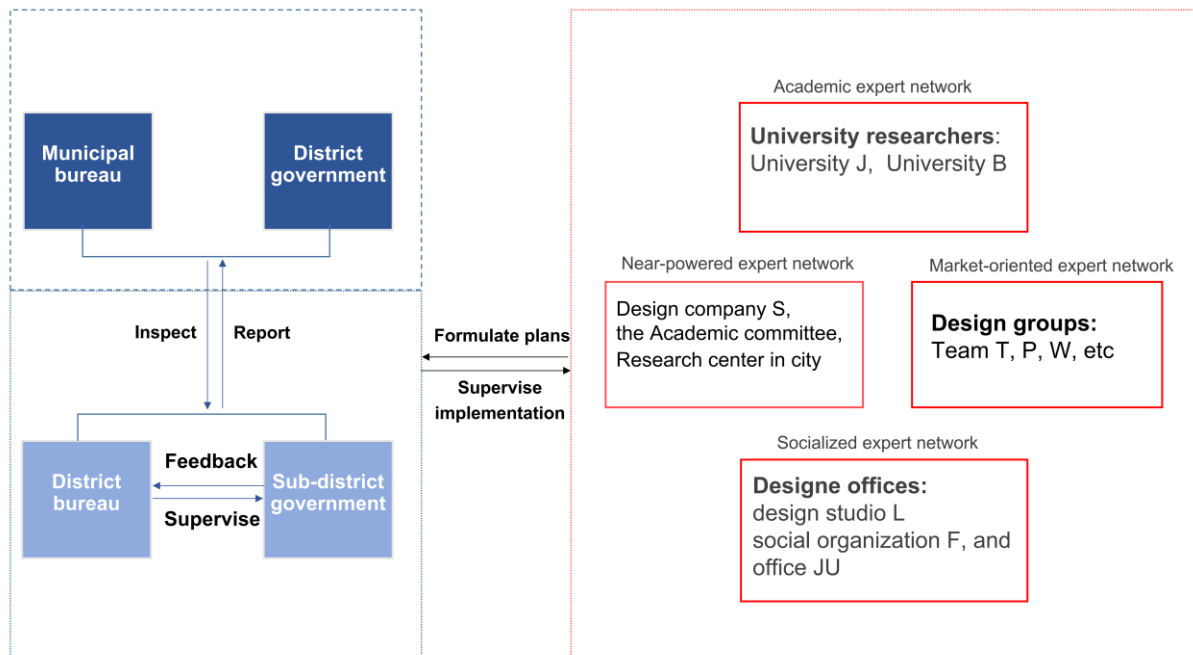 Municipal
bureau
District
government
Inspect
Report
District
bureau
Feedback
Supervise
Sub-district
government
Formulate plans
Supervise
implementation
Academic expert network
University researchers:
University J, University B
Near-powered expert network
Design company S,
the Academic committee,
Research center in city
Market-oriented expert network
Design groups:
Team T, P, W, etc
Socialized expert network
Designe offices:
design studio L
social organization F, and
office JU